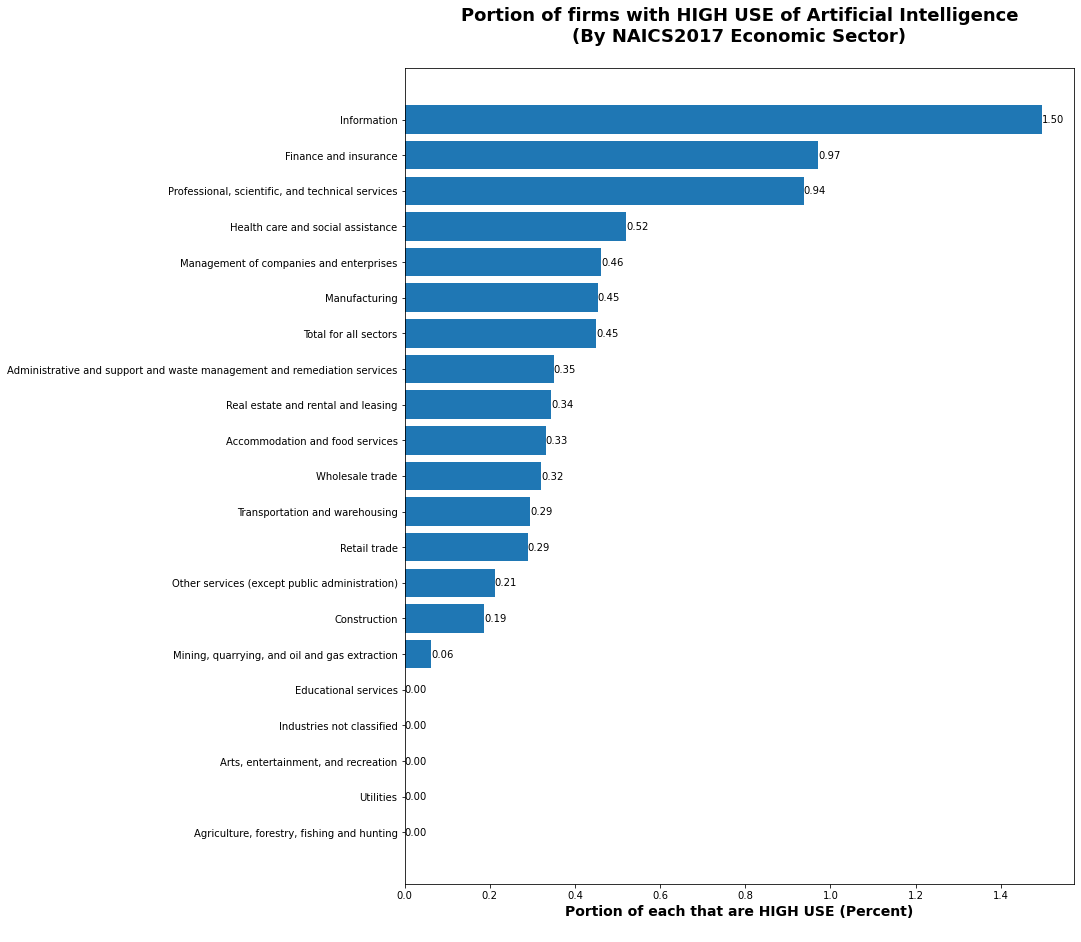 Portion of firms with HIGH USE of Artificial Intelligence
(By NAICS2017 Economic Sector)
Information 1.50
Finance and insurance 0.97
Professional, scientific, and technical services 0.94
Health care and social assistance 0.52
Management of companies and enterprises 0.46
Manufacturing 0.45
Total for all sectors 0.45
Administrative and support and waste management and remediation services 0.35
Real estate and rental and leasing 0.34
Accommodation and food services 0.33
Wholesale trade 0.32
Transportation and warehousing 0.29
Retail trade 0.29
Other services (except public administration) 0.21
Construction 0.19
Mining, quarrying, and oil and gas extraction 0.06
Educational services 0.00
Industries not classified 0.00
Arts, entertainment, and recreation 0.00
Utilities 0.00
Agriculture, forestry, fishing and hunting 0.00
0.0 0.2 0.4 0.6 0.8 1.0 1.2 1.4
Portion of each that are HIGH USE (Percent)